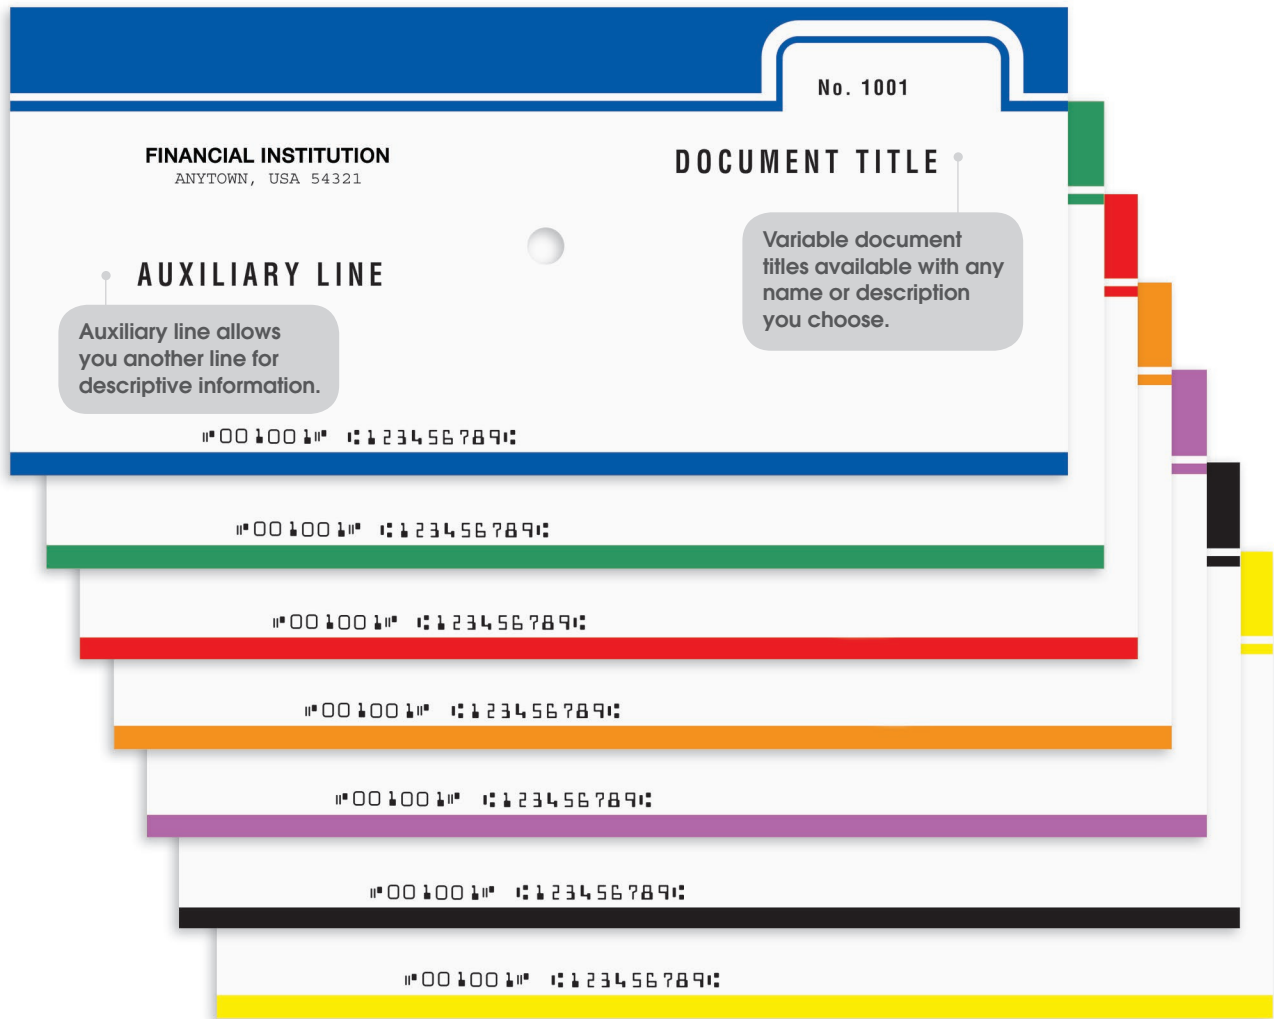 No. 1001
FINANCIAL INSTITUTION
ANYTOWN, USA 54321
DOCUMENT TITLE
Variable document
titles available with any
name or description
you choose.
AUXILIARY LINE
Auxiliary line allows
you another line for
descriptive information.
⑈001001⑈ ⑆123456789⑆
⑈001001⑈ ⑆123456789⑆
⑈001001⑈ ⑆123456789⑆
⑈001001⑈ ⑆123456789⑆
⑈001001⑈ ⑆123456789⑆
⑈001001⑈ ⑆123456789⑆
⑈001001⑈ ⑆123456789⑆